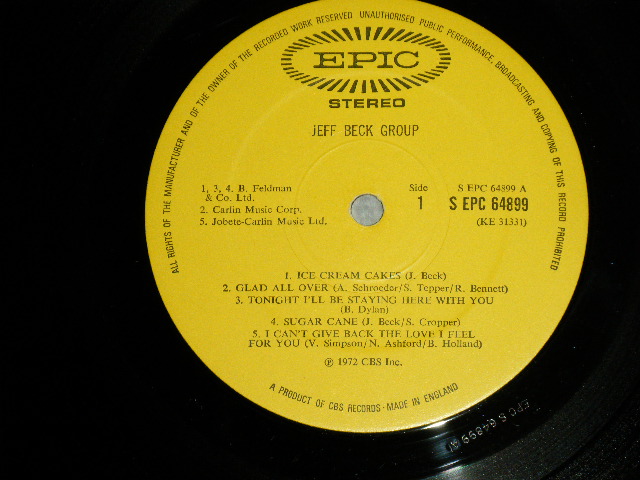 ALL RIGHTS OF THE MANUFACTURER AND OF THE OWNER OF THE RECORDED WORK RESERVED UNAUTHORISED PUBLIC PERFORMANCE, BROADCASTING AND COPYING OF THIS RECORD PROHIBITED
EPIC
STEREO
JEFF BECK GROUP
1, 3, 4. B. Feldman
& Co. Ltd.
2. Carlin Music Corp.
5. Jobete-Carlin Music Ltd.
Side
1
S EPC 64899 A
S EPC 64899
(KE 31331)
1. ICE CREAM CAKES (J. Beck)
2. GLAD ALL OVER (A. Schroeder/S. Tepper/R. Bennett)
3. TONIGHT I'LL BE STAYING HERE WITH YOU
(B. Dylan)
4. SUGAR CANE (J. Beck/S. Cropper)
5. I CAN'T GIVE BACK THE LOVE I FEEL
FOR YOU (V. Simpson/N. Ashford/B. Holland)
℗ 1972 CBS Inc.
A PRODUCT OF CBS RECORDS · MADE IN ENGLAND